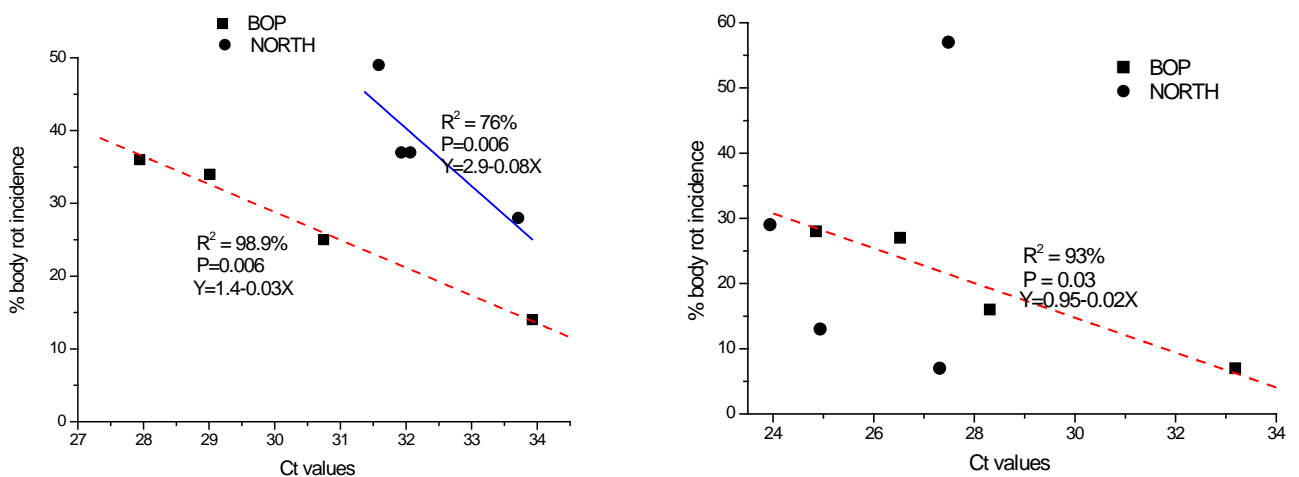 BOP
NORTH
50
40
30
20
10
0
% body rot incidence
R² = 76%
P=0.006
Y=2.9-0.08X
R² = 98.9%
P=0.006
Y=1.4-0.03X
27 28 29 30 31 32 33 34
Ct values
60
50
40
30
20
10
0
% body rot incidence
BOP
NORTH
R² = 93%
P = 0.03
Y=0.95-0.02X
24 26 28 30 32 34
Ct values